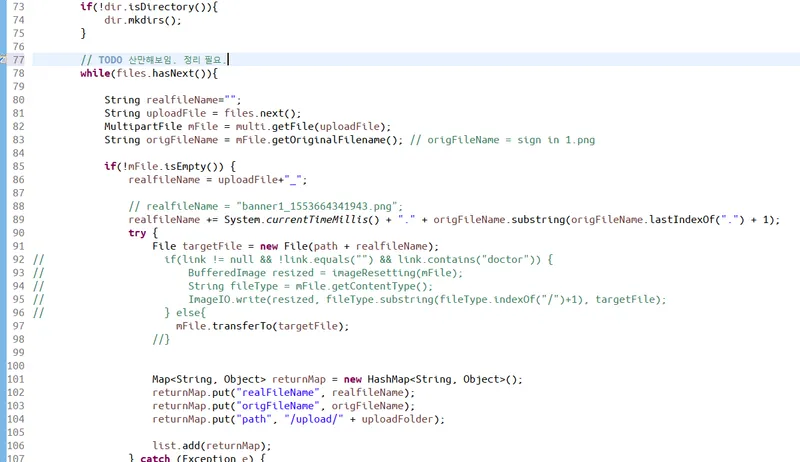 73 if(!dir.isDirectory()){
74 dir.mkdirs();
75 }
76
77 // TODO 산만해보임. 정리 필요.
78 while(files.hasNext()){
79
80 String realfileName="";
81 String uploadFile = files.next();
82 MultipartFile mFile = multi.getFile(uploadFile);
83 String origFileName = mFile.getOriginalFilename(); // origFileName = sign in 1.png
84
85 if(!mFile.isEmpty()) {
86 realfileName = uploadFile+"_";
87
88 // realfileName = "banner1_1553664341943.png";
89 realfileName += System.currentTimeMillis() + "." + origFileName.substring(origFileName.lastIndexOf(".") + 1);
90 try {
91 File targetFile = new File(path + realfileName);
92 // if(link != null && !link.equals("") && link.contains("doctor")) {
93 // BufferedImage resized = imageResetting(mFile);
94 // String fileType = mFile.getContentType();
95 // ImageIO.write(resized, fileType.substring(fileType.indexOf("/")+1), targetFile);
96 // } else{
97 mFile.transferTo(targetFile);
98 //}
99
100
101 Map<String, Object> returnMap = new HashMap<String, Object>();
102 returnMap.put("realFileName", realfileName);
103 returnMap.put("origFileName", origFileName);
104 returnMap.put("path", "/upload/" + uploadFolder);
105
106 list.add(returnMap);
107 } catch (Exception e) {